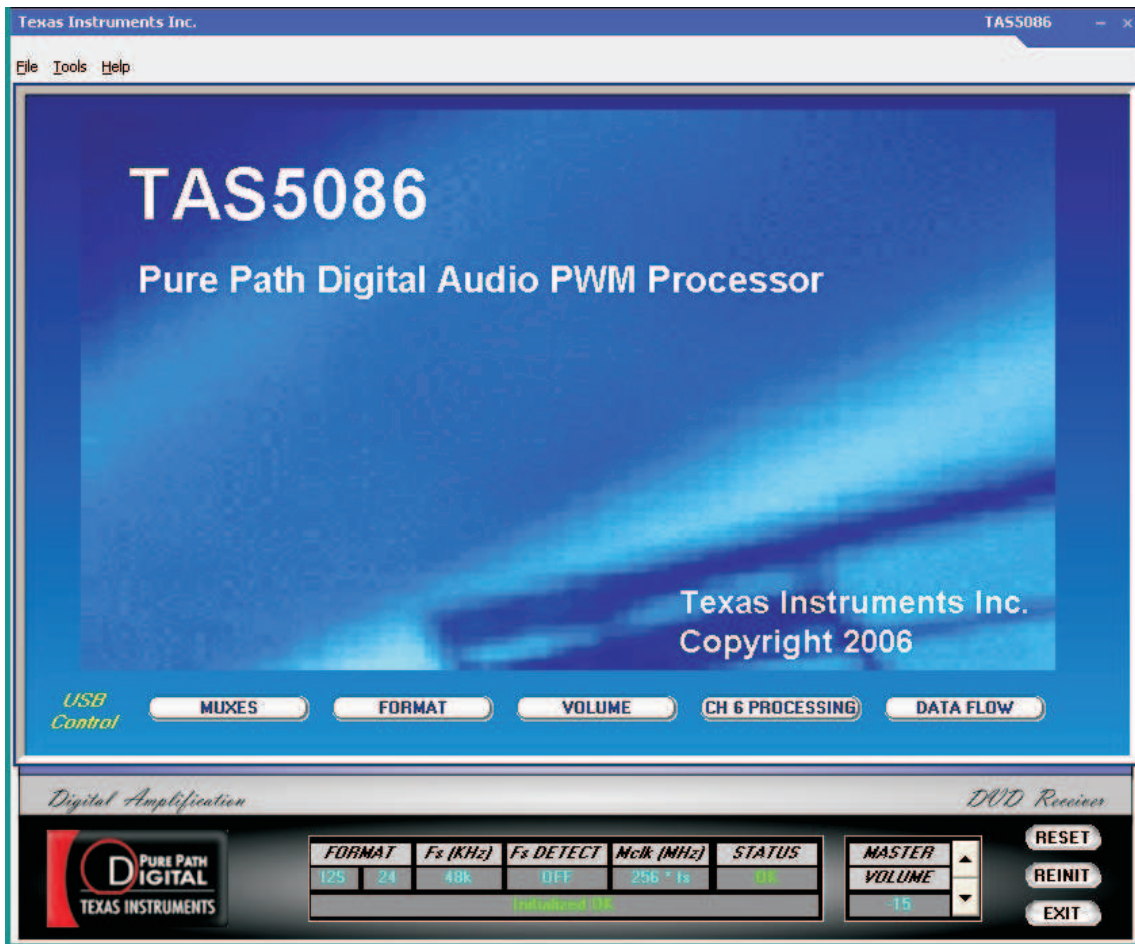 Texas Instruments Inc. TAS5086
File Tools Help
TAS5086
Pure Path Digital Audio PWM Processor
Texas Instruments Inc.
Copyright 2006
USB Control
MUXES FORMAT VOLUME CH 6 PROCESSING DATA FLOW
Digital Amplification DVD Receiver
PURE PATH
DIGITAL
TEXAS INSTRUMENTS
FORMAT Fs (KHz) Fs DETECT Mclk (MHz) STATUS
I2S 24 48k OFF 256 * fs OK
Initialized OK
MASTER
VOLUME
-15
RESET
REINIT
EXIT